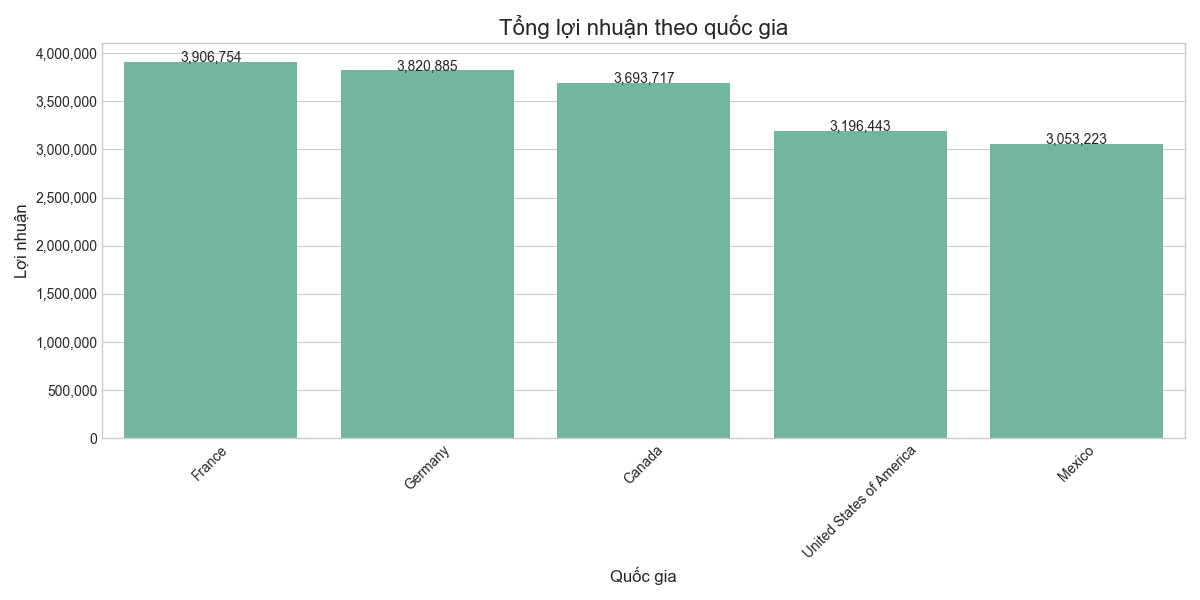 Tổng lợi nhuận theo quốc gia
Lợi nhuận
4,000,000
3,500,000
3,000,000
2,500,000
2,000,000
1,500,000
1,000,000
500,000
0
3,906,754
3,820,885
3,693,717
3,196,443
3,053,223
France
Germany
Canada
United States of America
Mexico
Quốc gia